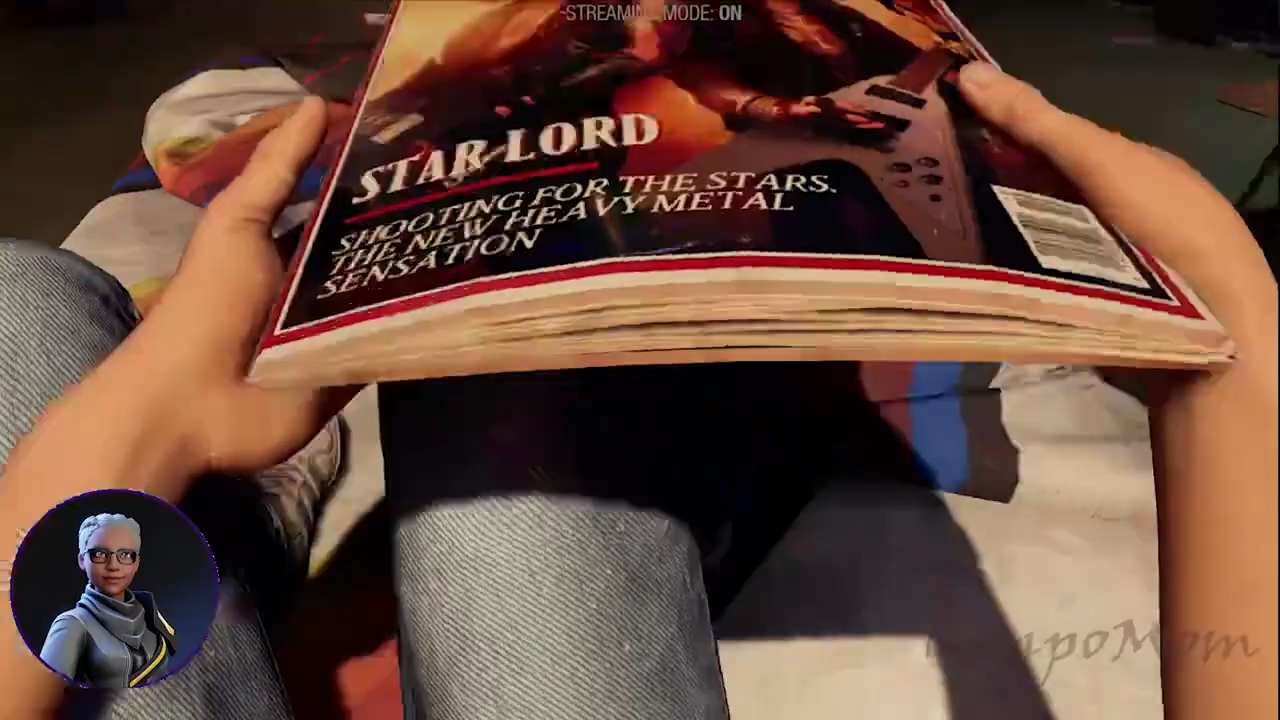 -STREAMING MODE: ON
STAR-LORD
SHOOTING FOR THE STARS.
THE NEW HEAVY METAL
SENSATION